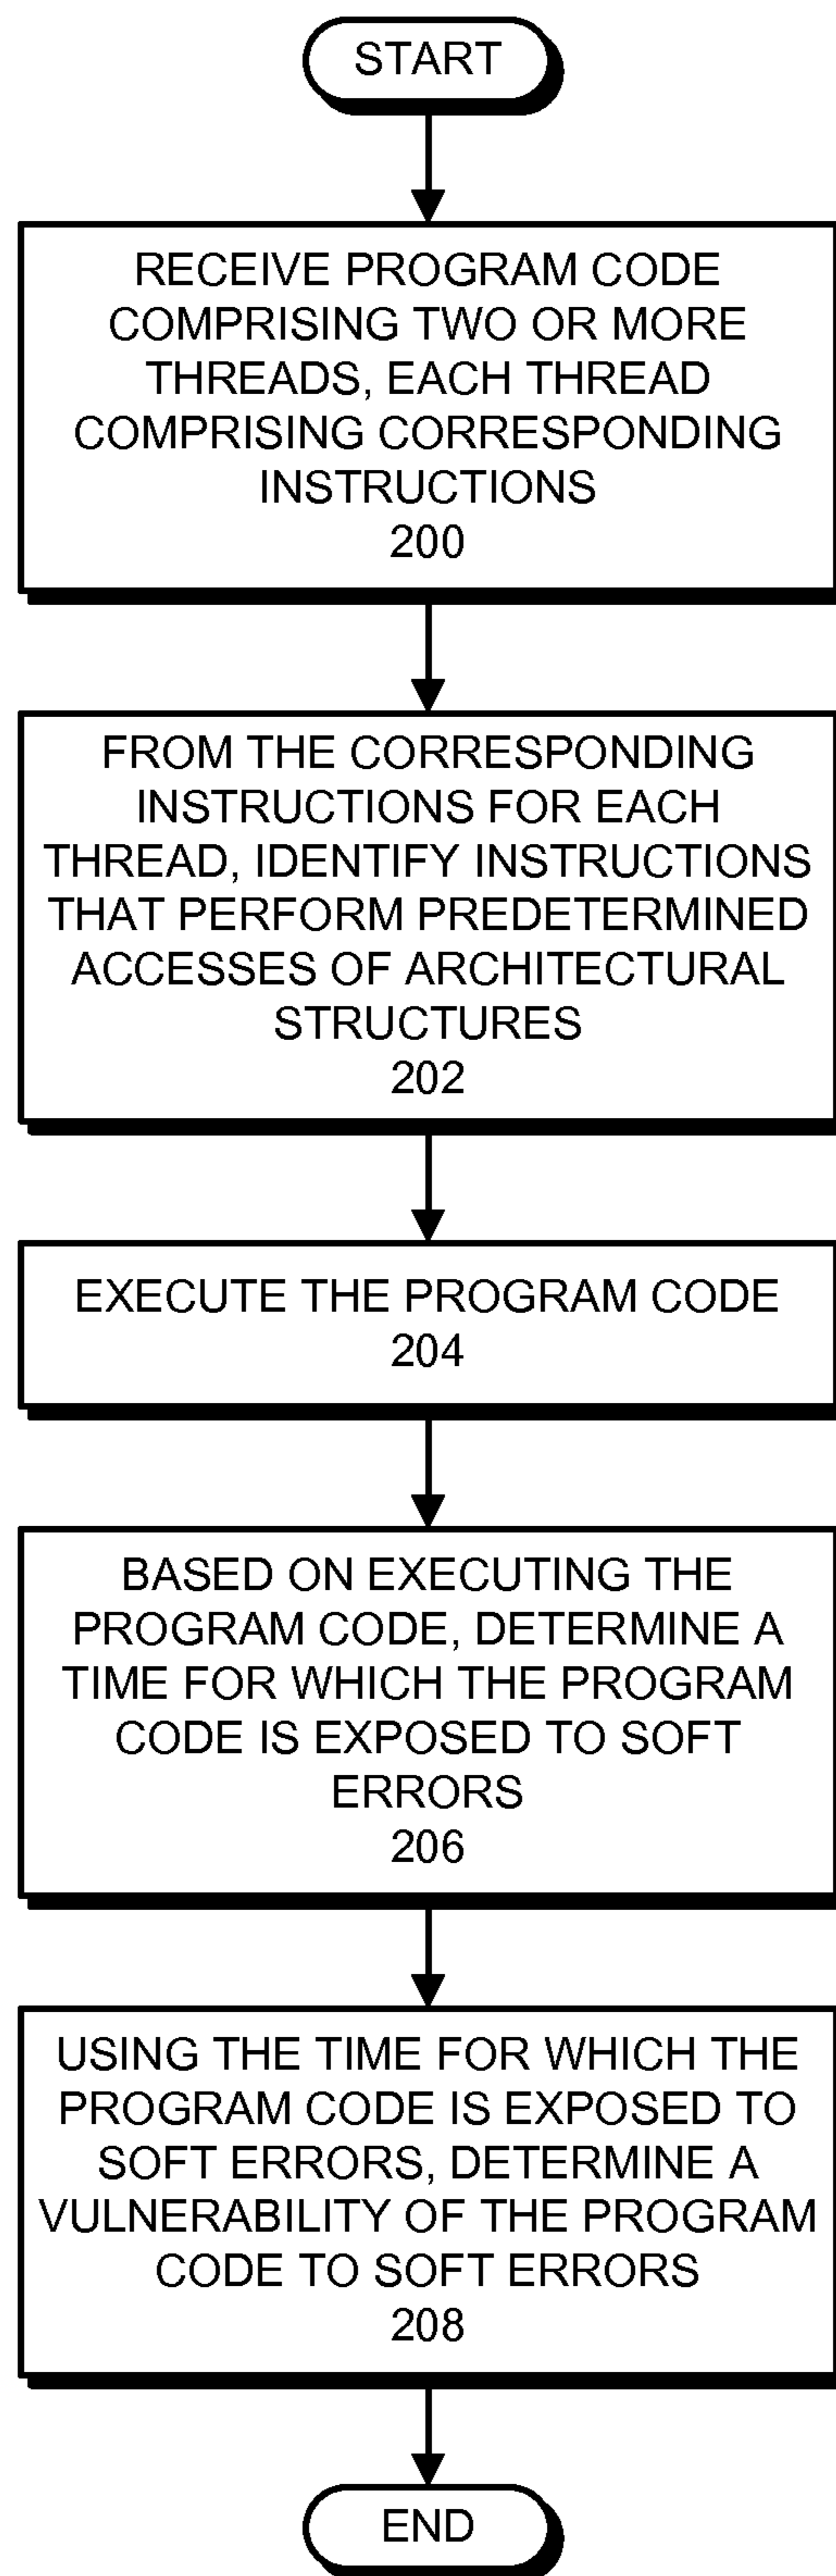 START
RECEIVE PROGRAM CODE
COMPRISING TWO OR MORE
THREADS, EACH THREAD
COMPRISING CORRESPONDING
INSTRUCTIONS
200
FROM THE CORRESPONDING
INSTRUCTIONS FOR EACH
THREAD, IDENTIFY INSTRUCTIONS
THAT PERFORM PREDETERMINED
ACCESSES OF ARCHITECTURAL
STRUCTURES
202
EXECUTE THE PROGRAM CODE
204
BASED ON EXECUTING THE
PROGRAM CODE, DETERMINE A
TIME FOR WHICH THE PROGRAM
CODE IS EXPOSED TO SOFT
ERRORS
206
USING THE TIME FOR WHICH THE
PROGRAM CODE IS EXPOSED TO
SOFT ERRORS, DETERMINE A
VULNERABILITY OF THE PROGRAM
CODE TO SOFT ERRORS
208
END